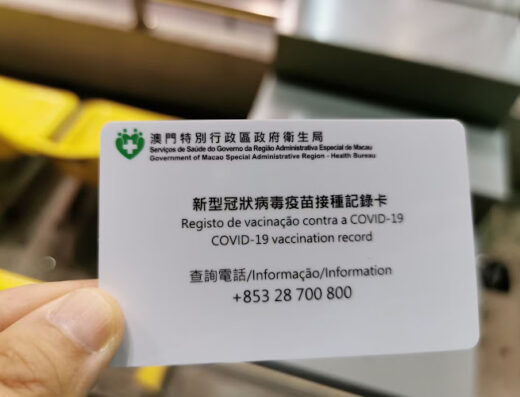 澳門特別行政區政府衛生局
Serviços de Saúde do Governo da Região Administrativa Especial de Macau
Government of Macao Special Administrative Region - Health Bureau
新型冠狀病毒疫苗接種記錄卡
Registo de vacinação contra a COVID-19
COVID-19 vaccination record
查詢電話/Informação/Information
+853 28 700 800